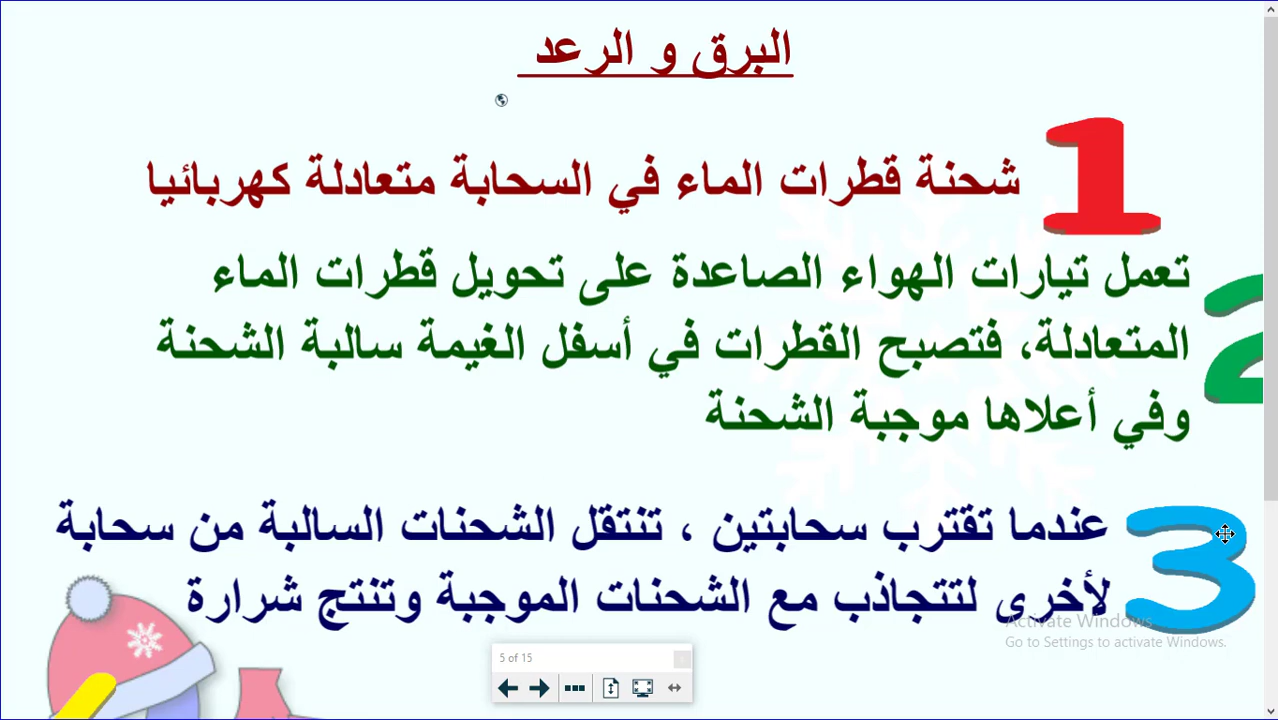 البرق و الرعد
1
شحنة قطرات الماء في السحابة متعادلة كهربائيا
2
تعمل تيارات الهواء الصاعدة على تحويل قطرات الماء
المتعادلة، فتصبح القطرات في أسفل الغيمة سالبة الشحنة
وفي أعلاها موجبة الشحنة
3
عندما تقترب سحابتين ، تنتقل الشحنات السالبة من سحابة
لأخرى لتتجاذب مع الشحنات الموجبة وتنتج شرارة
Activate Windows
Go to Settings to activate Windows.
5 of 15